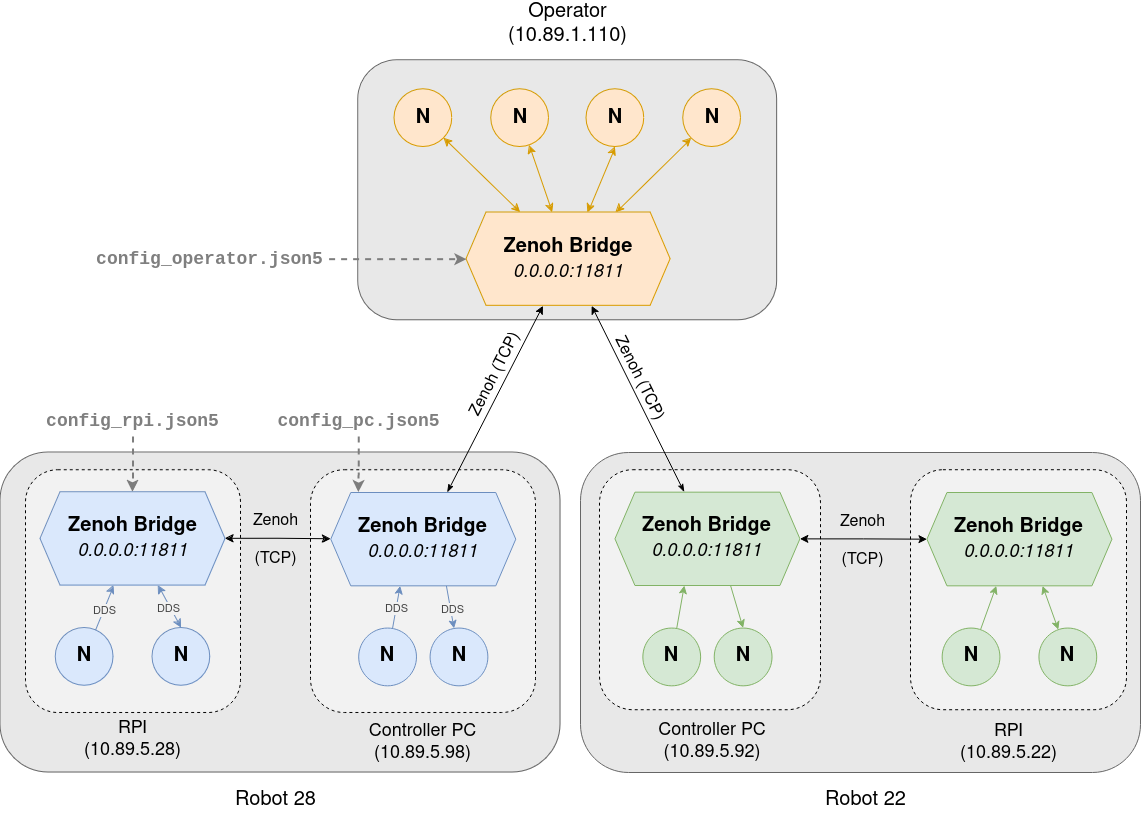 Operator
(10.89.1.110)
N
N
N
N
Zenoh Bridge
0.0.0.0:11811
config_operator.json5
Zenoh (TCP)
Zenoh (TCP)
config_rpi.json5
config_pc.json5
Zenoh Bridge
0.0.0.0:11811
Zenoh
(TCP)
Zenoh Bridge
0.0.0.0:11811
DDS
DDS
DDS
DDS
N
N
N
N
RPI
(10.89.5.28)
Controller PC
(10.89.5.98)
Robot 28
Zenoh Bridge
0.0.0.0:11811
Zenoh
(TCP)
Zenoh Bridge
0.0.0.0:11811
N
N
N
N
Controller PC
(10.89.5.92)
RPI
(10.89.5.22)
Robot 22